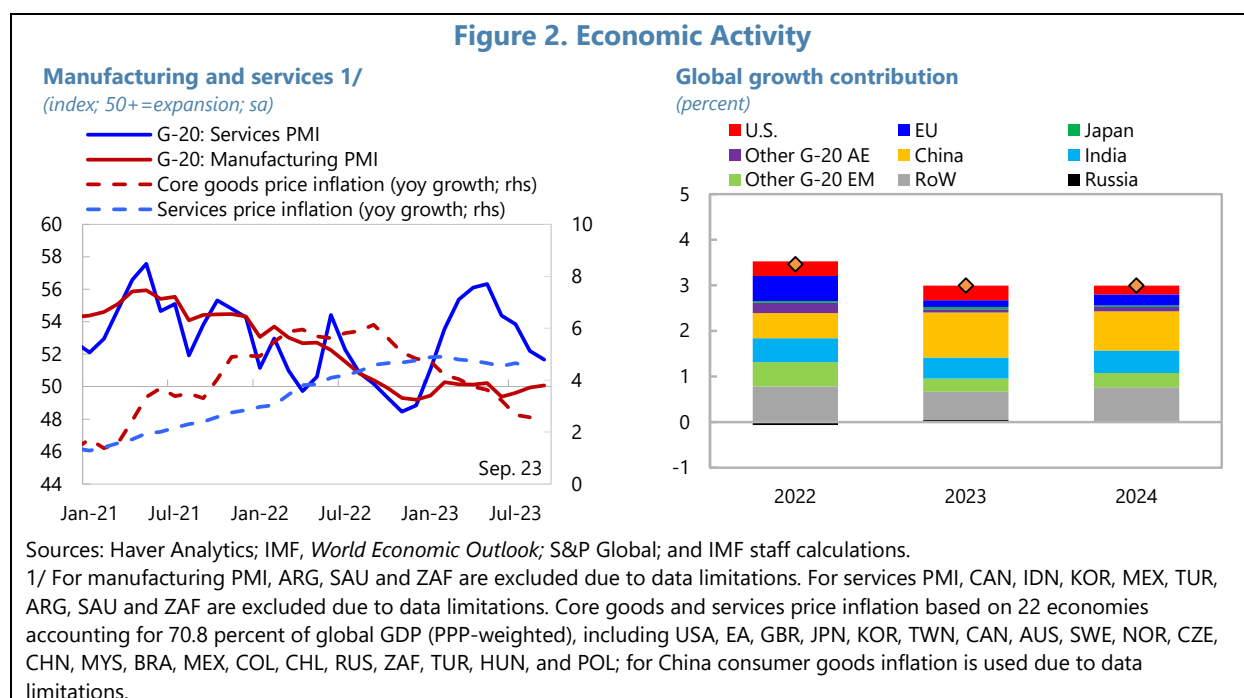 Figure 2. Economic Activity
Manufacturing and services 1/
(index; 50+=expansion; sa)
G-20: Services PMI
G-20: Manufacturing PMI
Core goods price inflation (yoy growth; rhs)
Services price inflation (yoy growth; rhs)
60
58
56
54
52
50
48
46
44
10
8
6
4
2
0
Sep. 23
Jan-21 Jul-21 Jan-22 Jul-22 Jan-23 Jul-23
Global growth contribution
(percent)
U.S. EU Japan
Other G-20 AE China India
Other G-20 EM RoW Russia
5
4
3
2
1
0
-1
2022 2023 2024
Sources: Haver Analytics; IMF, World Economic Outlook; S&P Global; and IMF staff calculations.
1/ For manufacturing PMI, ARG, SAU and ZAF are excluded due to data limitations. For services PMI, CAN, IDN, KOR, MEX, TUR,
ARG, SAU and ZAF are excluded due to data limitations. Core goods and services price inflation based on 22 economies
accounting for 70.8 percent of global GDP (PPP-weighted), including USA, EA, GBR, JPN, KOR, TWN, CAN, AUS, SWE, NOR, CZE,
CHN, MYS, BRA, MEX, COL, CHL, RUS, ZAF, TUR, HUN, and POL; for China consumer goods inflation is used due to data
limitations.